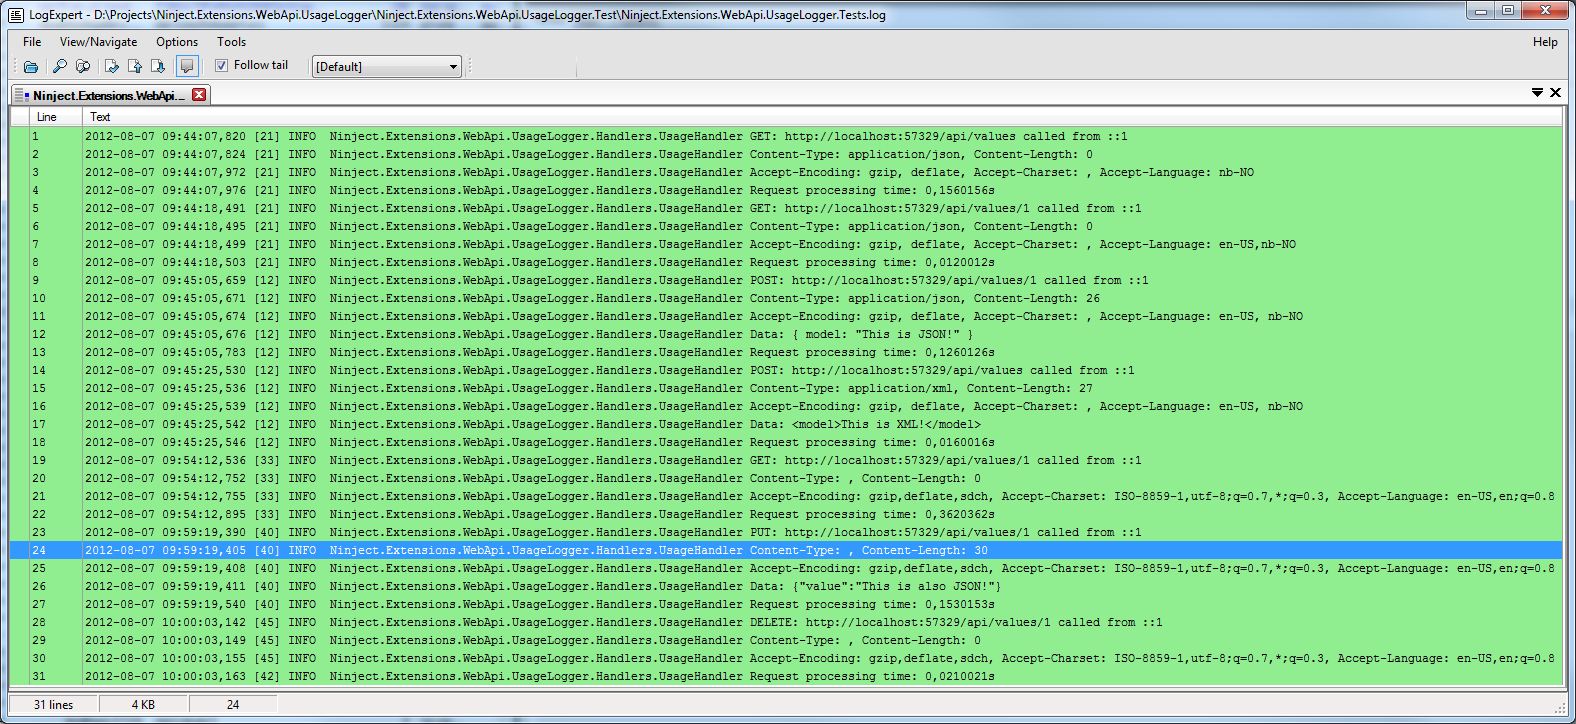 LogExpert - D:\Projects\Ninject.Extensions.WebApi.UsageLogger\Ninject.Extensions.WebApi.UsageLogger.Test\Ninject.Extensions.WebApi.UsageLogger.Tests.log
File View/Navigate Options Tools Help
Follow tail [Default]
Ninject.Extensions.WebApi....
Line Text
1 2012-08-07 09:44:07,820 [21] INFO Ninject.Extensions.WebApi.UsageLogger.Handlers.UsageHandler GET: http://localhost:57329/api/values called from ::1
2 2012-08-07 09:44:07,824 [21] INFO Ninject.Extensions.WebApi.UsageLogger.Handlers.UsageHandler Content-Type: application/json, Content-Length: 0
3 2012-08-07 09:44:07,972 [21] INFO Ninject.Extensions.WebApi.UsageLogger.Handlers.UsageHandler Accept-Encoding: gzip, deflate, Accept-Charset: , Accept-Language: nb-NO
4 2012-08-07 09:44:07,976 [21] INFO Ninject.Extensions.WebApi.UsageLogger.Handlers.UsageHandler Request processing time: 0,1560156s
5 2012-08-07 09:44:18,491 [21] INFO Ninject.Extensions.WebApi.UsageLogger.Handlers.UsageHandler GET: http://localhost:57329/api/values/1 called from ::1
6 2012-08-07 09:44:18,495 [21] INFO Ninject.Extensions.WebApi.UsageLogger.Handlers.UsageHandler Content-Type: application/json, Content-Length: 0
7 2012-08-07 09:44:18,499 [21] INFO Ninject.Extensions.WebApi.UsageLogger.Handlers.UsageHandler Accept-Encoding: gzip, deflate, Accept-Charset: , Accept-Language: en-US,nb-NO
8 2012-08-07 09:44:18,503 [21] INFO Ninject.Extensions.WebApi.UsageLogger.Handlers.UsageHandler Request processing time: 0,0120012s
9 2012-08-07 09:45:05,659 [12] INFO Ninject.Extensions.WebApi.UsageLogger.Handlers.UsageHandler POST: http://localhost:57329/api/values/1 called from ::1
10 2012-08-07 09:45:05,671 [12] INFO Ninject.Extensions.WebApi.UsageLogger.Handlers.UsageHandler Content-Type: application/json, Content-Length: 26
11 2012-08-07 09:45:05,674 [12] INFO Ninject.Extensions.WebApi.UsageLogger.Handlers.UsageHandler Accept-Encoding: gzip, deflate, Accept-Charset: , Accept-Language: en-US, nb-NO
12 2012-08-07 09:45:05,676 [12] INFO Ninject.Extensions.WebApi.UsageLogger.Handlers.UsageHandler Data: { model: "This is JSON!" }
13 2012-08-07 09:45:05,783 [12] INFO Ninject.Extensions.WebApi.UsageLogger.Handlers.UsageHandler Request processing time: 0,1260126s
14 2012-08-07 09:45:25,530 [12] INFO Ninject.Extensions.WebApi.UsageLogger.Handlers.UsageHandler POST: http://localhost:57329/api/values called from ::1
15 2012-08-07 09:45:25,536 [12] INFO Ninject.Extensions.WebApi.UsageLogger.Handlers.UsageHandler Content-Type: application/xml, Content-Length: 27
16 2012-08-07 09:45:25,539 [12] INFO Ninject.Extensions.WebApi.UsageLogger.Handlers.UsageHandler Accept-Encoding: gzip, deflate, Accept-Charset: , Accept-Language: en-US, nb-NO
17 2012-08-07 09:45:25,542 [12] INFO Ninject.Extensions.WebApi.UsageLogger.Handlers.UsageHandler Data: <model>This is XML!</model>
18 2012-08-07 09:45:25,546 [12] INFO Ninject.Extensions.WebApi.UsageLogger.Handlers.UsageHandler Request processing time: 0,0160016s
19 2012-08-07 09:54:12,536 [33] INFO Ninject.Extensions.WebApi.UsageLogger.Handlers.UsageHandler GET: http://localhost:57329/api/values/1 called from ::1
20 2012-08-07 09:54:12,752 [33] INFO Ninject.Extensions.WebApi.UsageLogger.Handlers.UsageHandler Content-Type: , Content-Length: 0
21 2012-08-07 09:54:12,755 [33] INFO Ninject.Extensions.WebApi.UsageLogger.Handlers.UsageHandler Accept-Encoding: gzip,deflate,sdch, Accept-Charset: ISO-8859-1,utf-8;q=0.7,*;q=0.3, Accept-Language: en-US,en;q=0.8
22 2012-08-07 09:54:12,895 [33] INFO Ninject.Extensions.WebApi.UsageLogger.Handlers.UsageHandler Request processing time: 0,3620362s
23 2012-08-07 09:59:19,390 [40] INFO Ninject.Extensions.WebApi.UsageLogger.Handlers.UsageHandler PUT: http://localhost:57329/api/values/1 called from ::1
24 2012-08-07 09:59:19,405 [40] INFO Ninject.Extensions.WebApi.UsageLogger.Handlers.UsageHandler Content-Type: , Content-Length: 30
25 2012-08-07 09:59:19,408 [40] INFO Ninject.Extensions.WebApi.UsageLogger.Handlers.UsageHandler Accept-Encoding: gzip,deflate,sdch, Accept-Charset: ISO-8859-1,utf-8;q=0.7,*;q=0.3, Accept-Language: en-US,en;q=0.8
26 2012-08-07 09:59:19,411 [40] INFO Ninject.Extensions.WebApi.UsageLogger.Handlers.UsageHandler Data: {"value":"This is also JSON!"}
27 2012-08-07 09:59:19,540 [40] INFO Ninject.Extensions.WebApi.UsageLogger.Handlers.UsageHandler Request processing time: 0,1530153s
28 2012-08-07 10:00:03,142 [45] INFO Ninject.Extensions.WebApi.UsageLogger.Handlers.UsageHandler DELETE: http://localhost:57329/api/values/1 called from ::1
29 2012-08-07 10:00:03,149 [45] INFO Ninject.Extensions.WebApi.UsageLogger.Handlers.UsageHandler Content-Type: , Content-Length: 0
30 2012-08-07 10:00:03,155 [45] INFO Ninject.Extensions.WebApi.UsageLogger.Handlers.UsageHandler Accept-Encoding: gzip,deflate,sdch, Accept-Charset: ISO-8859-1,utf-8;q=0.7,*;q=0.3, Accept-Language: en-US,en;q=0.8
31 2012-08-07 10:00:03,163 [42] INFO Ninject.Extensions.WebApi.UsageLogger.Handlers.UsageHandler Request processing time: 0,0210021s
31 lines 4 KB 24